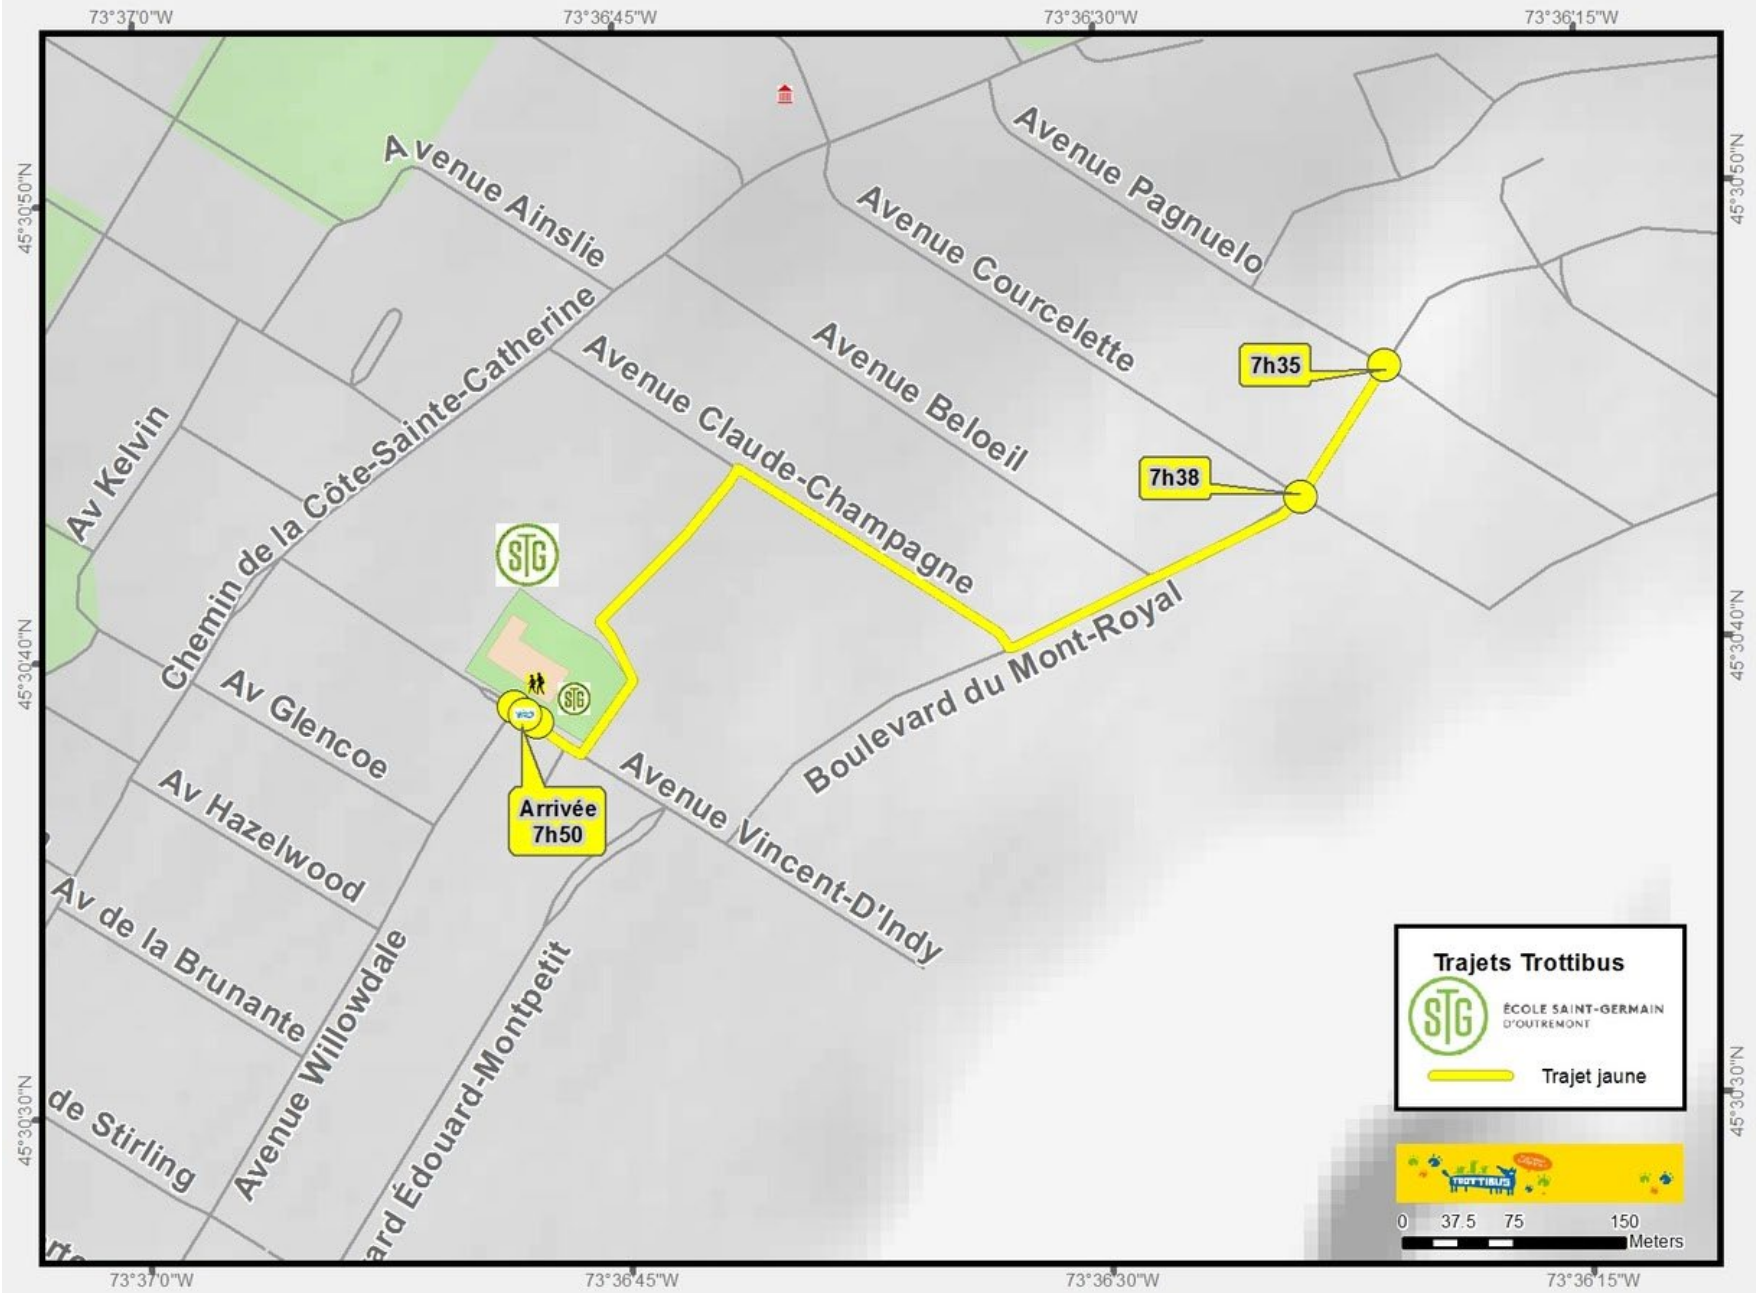 73°37'0"W
73°36'45"W
73°36'30"W
73°36'15"W
45°30'50"N
45°30'50"N
Avenue Pagnuelo
Avenue Ainslie
Avenue Courcelette
Chemin de la Côte-Sainte-Catherine
Avenue Claude-Champagne
Avenue Beloeil
7h35
7h38
Av Kelvin
STG
STG
45°30'40"N
45°30'40"N
Boulevard du Mont-Royal
Av Glencoe
Av Hazelwood
Avenue Vincent-D'Indy
Arrivée
7h50
Av de la Brunante
Avenue Willowdale
ard Édouard-Montpetit
de Stirling
45°30'30"N
45°30'30"N
Trajets Trottibus
STG
ÉCOLE SAINT-GERMAIN
D'OUTREMONT
Trajet jaune
TROTTIBUS
0 37.5 75 150
Meters
73°37'0"W
73°36'45"W
73°36'30"W
73°36'15"W